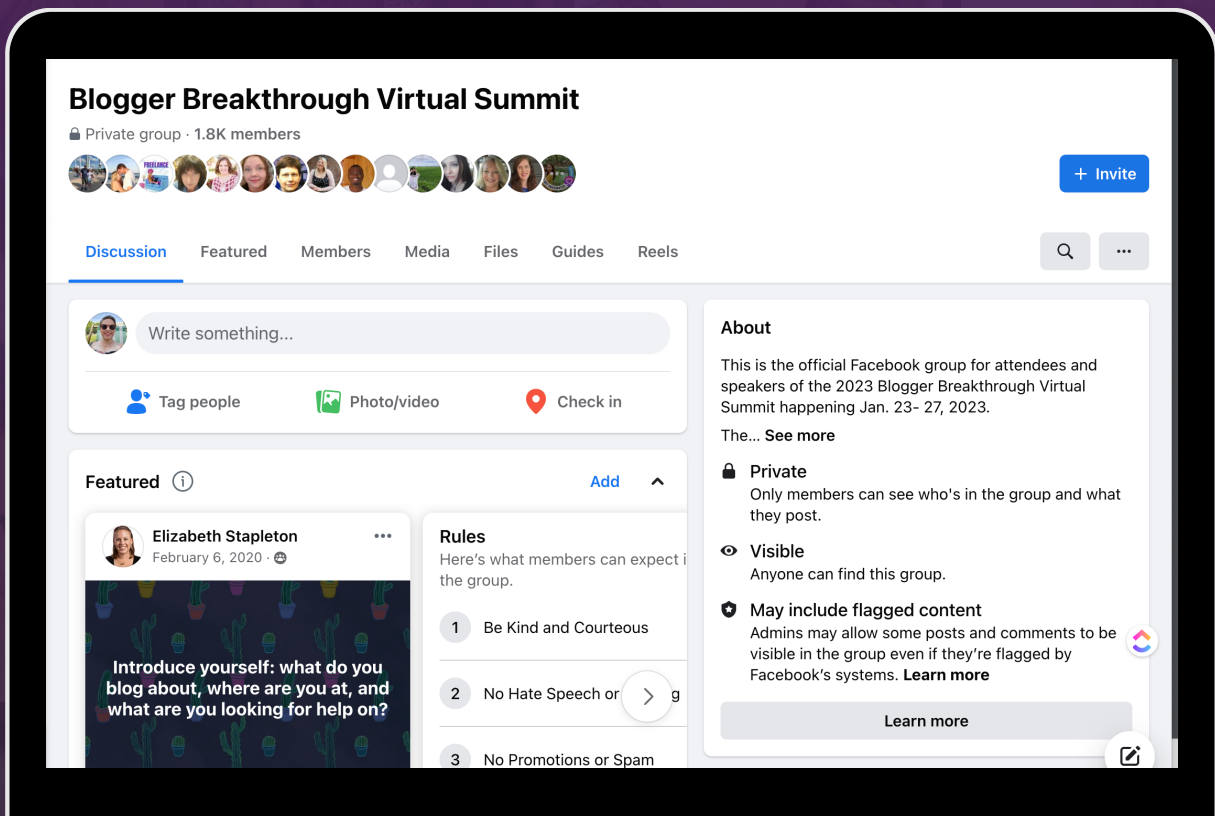 Blogger Breakthrough Virtual Summit
Private group · 1.8K members
FREELANCE
+ Invite
Discussion Featured Members Media Files Guides Reels
Write something...
Tag people Photo/video Check in
Featured
Add
Elizabeth Stapleton
February 6, 2020 ·
Introduce yourself: what do you
blog about, where are you at, and
what are you looking for help on?
Rules
Here's what members can expect i
the group.
1 Be Kind and Courteous
2 No Hate Speech or g
3 No Promotions or Spam
About
This is the official Facebook group for attendees and
speakers of the 2023 Blogger Breakthrough Virtual
Summit happening Jan. 23- 27, 2023.
The... See more
Private
Only members can see who's in the group and what
they post.
Visible
Anyone can find this group.
May include flagged content
Admins may allow some posts and comments to be
visible in the group even if they're flagged by
Facebook's systems. Learn more
Learn more